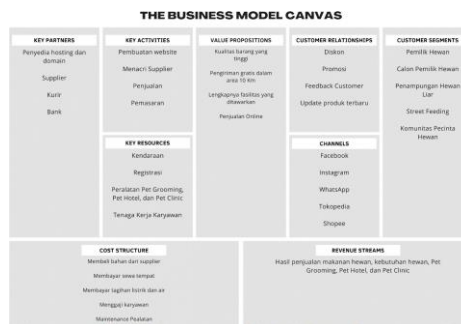 THE BUSINESS MODEL CANVAS
KEY PARTNERS
Penyedia hosting dan
domain
Supplier
Kurir
Bank
KEY ACTIVITIES
Pembuatan website
Menacri Supplier
Penjualan
Pemasaran
KEY RESOURCES
Kendaraan
Registrasi
Peralatan Pet Grooming,
Pet Hotel, dan Pet Clinic
Tenaga Kerja Karyawan
VALUE PROPOSITIONS
Kualitas barang yang
tinggi
Pengiriman gratis dalam
area 10 Km
Lengkapnya fasilitas yang
ditawarkan
Penjualan Online
CUSTOMER RELATIONSHIPS
Diskon
Promosi
Feedback Customer
Update produk terbaru
CHANNELS
Facebook
Instagram
WhatsApp
Tokopedia
Shopee
CUSTOMER SEGMENTS
Pemilik Hewan
Calon Pemilik Hewan
Penampungan Hewan
Liar
Street Feeding
Komunitas Pecinta
Hewan
COST STRUCTURE
Membeli bahan dari supplier
Membayar sewa tempat
Membayar tagihan listrik dan air
Menggaji karyawan
Maintenance Pealatan
REVENUE STREAMS
Hasil penjualan makanan hewan, kebutuhan hewan, Pet
Grooming, Pet Hotel, dan Pet Clinic